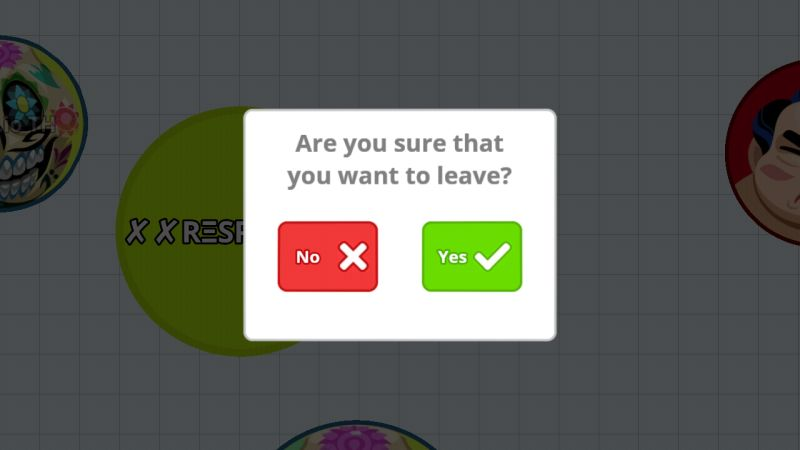 Are you sure that
you want to leave?
No
Yes